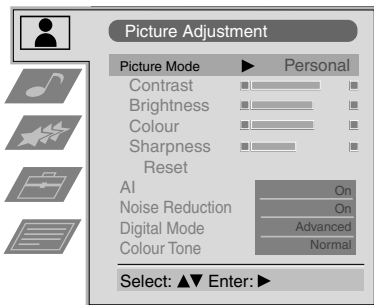 Picture Adjustment
Picture Mode ▶ Personal
Contrast
Brightness
Colour
Sharpness
Reset
AI On
Noise Reduction On
Digital Mode Advanced
Colour Tone Normal
Select: ▲▼ Enter: ▶